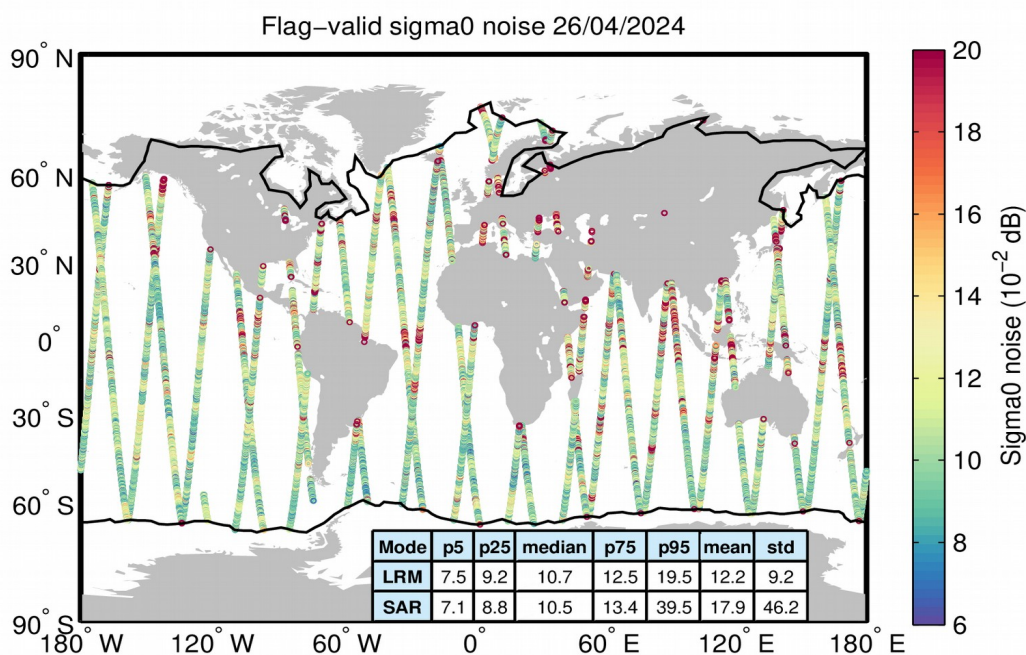 Flag−valid sigma0 noise 26/04/2024
90° N
60° N
30° N
0°
30° S
60° S
90° S
180° W
120° W
60° W
0°
60° E
120° E
180° E
Mode p5 p25 median p75 p95 mean std
LRM 7.5 9.2 10.7 12.5 19.5 12.2 9.2
SAR 7.1 8.8 10.5 13.4 39.5 17.9 46.2
20
18
16
14
12
10
8
6
Sigma0 noise (10⁻² dB)